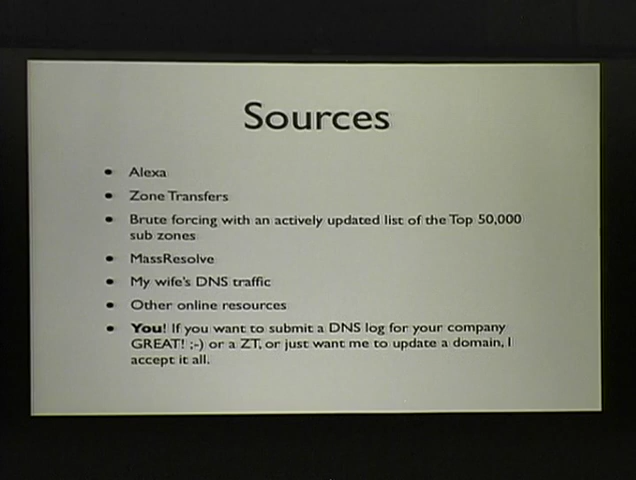 Sources
• Alexa
• Zone Transfers
• Brute forcing with an actively updated list of the Top 50,000
sub zones
• MassResolve
• My wife's DNS traffic
• Other online resources
• You! If you want to submit a DNS log for your company
GREAT! ;-) or a ZT, or just want me to update a domain, I
accept it all.